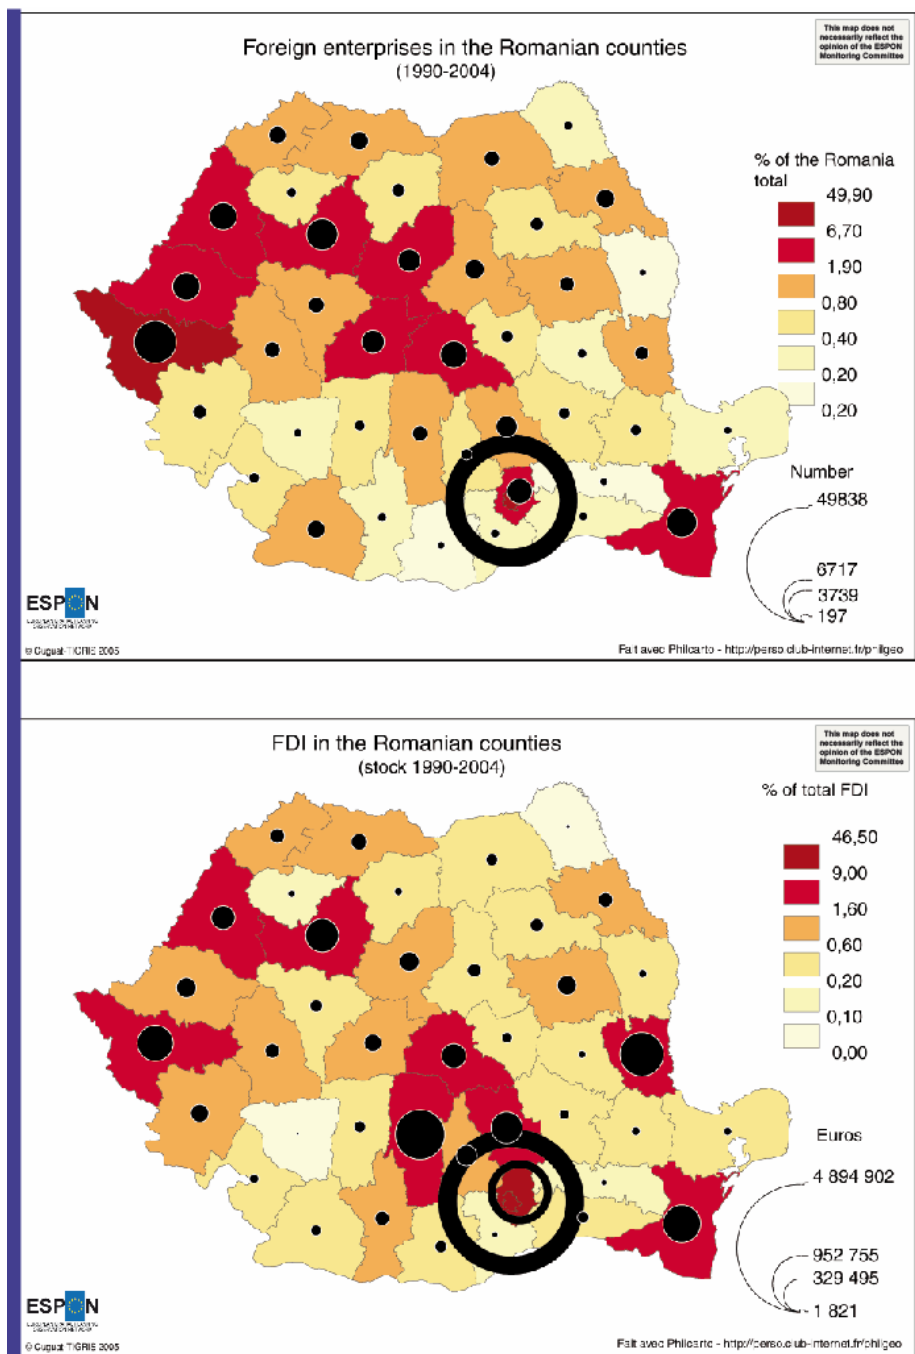 This map does not
necessarily reflect the
opinion of the ESPON
Monitoring Committee
Foreign enterprises in the Romanian counties
(1990-2004)
% of the Romania
total
49,90
6,70
1,90
0,80
0,40
0,20
0,20
Number
49838
6717
3739
197
ESPON
© Cuguat-TIGRIS 2005
Fait avec Philcarto - http://perso.club-internet.fr/philgeo
This map does not
necessarily reflect the
opinion of the ESPON
Monitoring Committee
FDI in the Romanian counties
(stock 1990-2004)
% of total FDI
46,50
9,00
1,60
0,60
0,20
0,10
0,00
Euros
4 894 902
952 755
329 495
1 821
ESPON
© Cuguat-TIGRIS 2005
Fait avec Philcarto - http://perso.club-internet.fr/philgeo